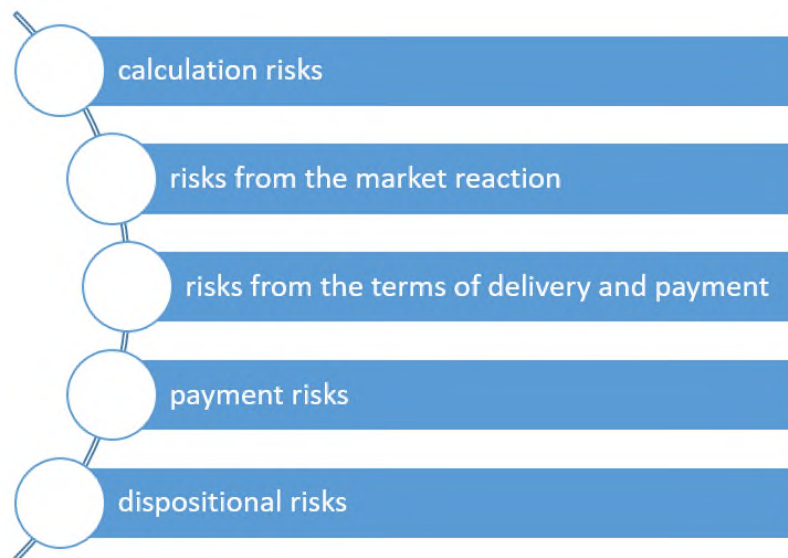 calculation risks
risks from the market reaction
risks from the terms of delivery and payment
payment risks
dispositional risks